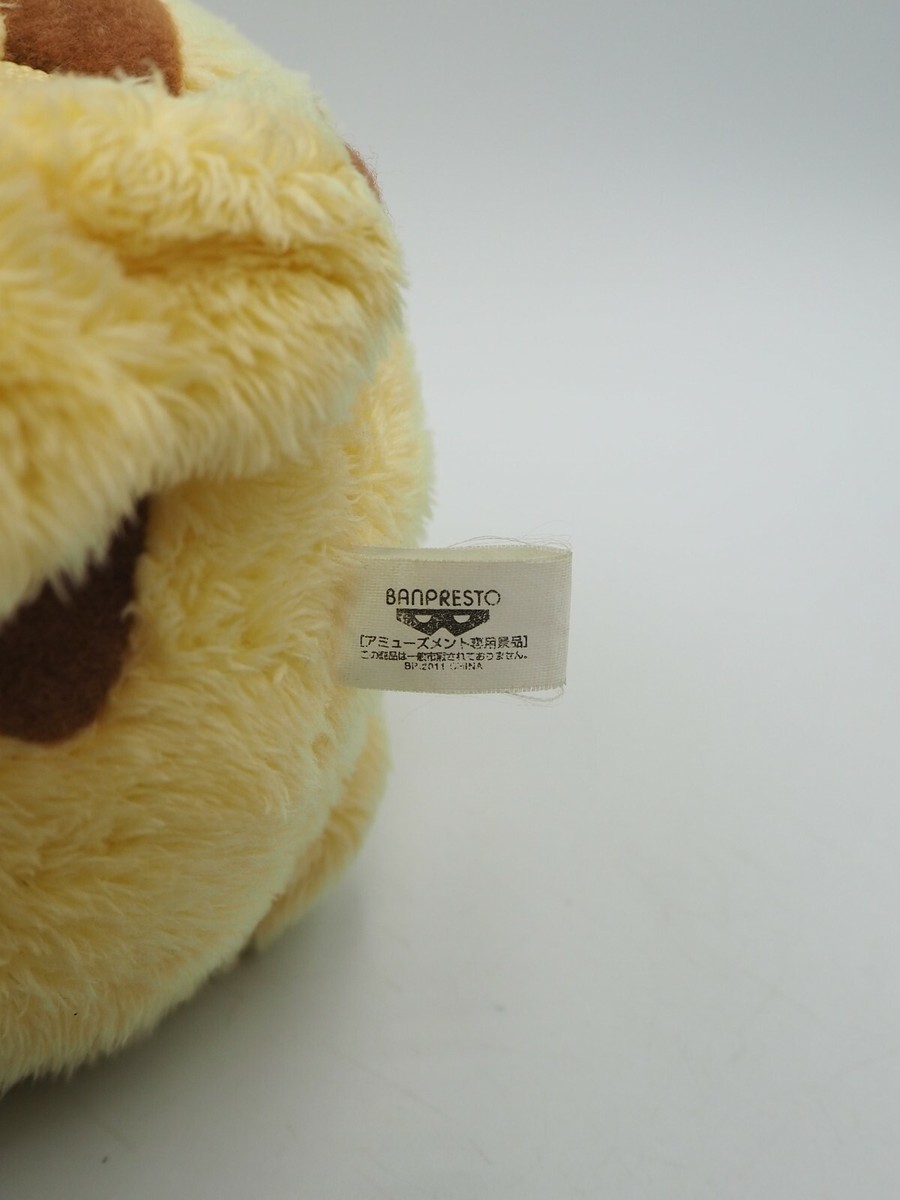 BANPRESTO
[アミューズメント専用景品]
この商品は一般市販されておりません。
BP.2011 CHINA